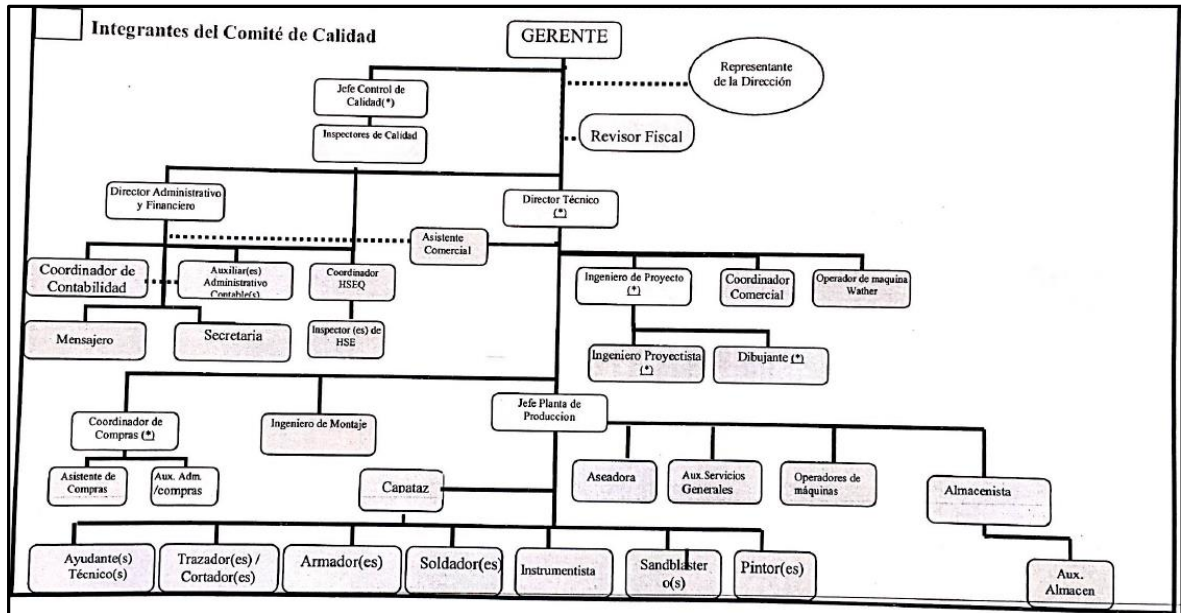 Integrantes del Comité de Calidad
GERENTE
Representante
de la Dirección
Jefe Control de
Calidad(*)
Inspectores de Calidad
Revisor Fiscal
Director Administrativo
y Financiero
Director Técnico
(*)
Asistente
Comercial
Coordinador de
Contabilidad
Auxiliar(es)
Administrativo
Contable(s)
Coordinador
HSEQ
Ingeniero de Proyecto
(*)
Coordinador
Comercial
Operador de maquina
Wather
Mensajero
Secretaria
Inspector (es) de
HSE
Ingeniero Proyectista
(*)
Dibujante (*)
Jefe Planta de
Produccion
Coordinador de
Compras (*)
Ingeniero de Montaje
Asistente de
Compras
Aux. Adm.
/compras
Capataz
Aseadora
Aux.Servicios
Generales
Operadores de
máquinas
Almacenista
Ayudante(s)
Técnico(s)
Trazador(es) /
Cortador(es)
Armador(es)
Soldador(es)
Instrumentista
Sandblaster
o(s)
Pintor(es)
Aux.
Almacen